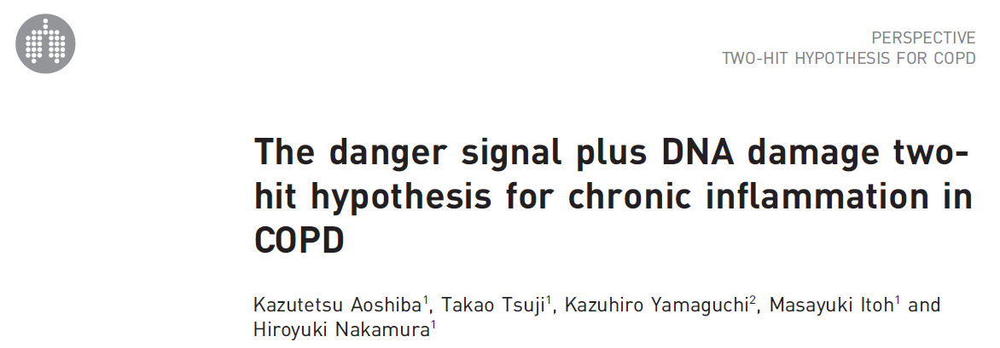 PERSPECTIVE
TWO-HIT HYPOTHESIS FOR COPD
The danger signal plus DNA damage two-
hit hypothesis for chronic inflammation in
COPD
Kazutetsu Aoshiba¹, Takao Tsuji¹, Kazuhiro Yamaguchi², Masayuki Itoh¹ and
Hiroyuki Nakamura¹